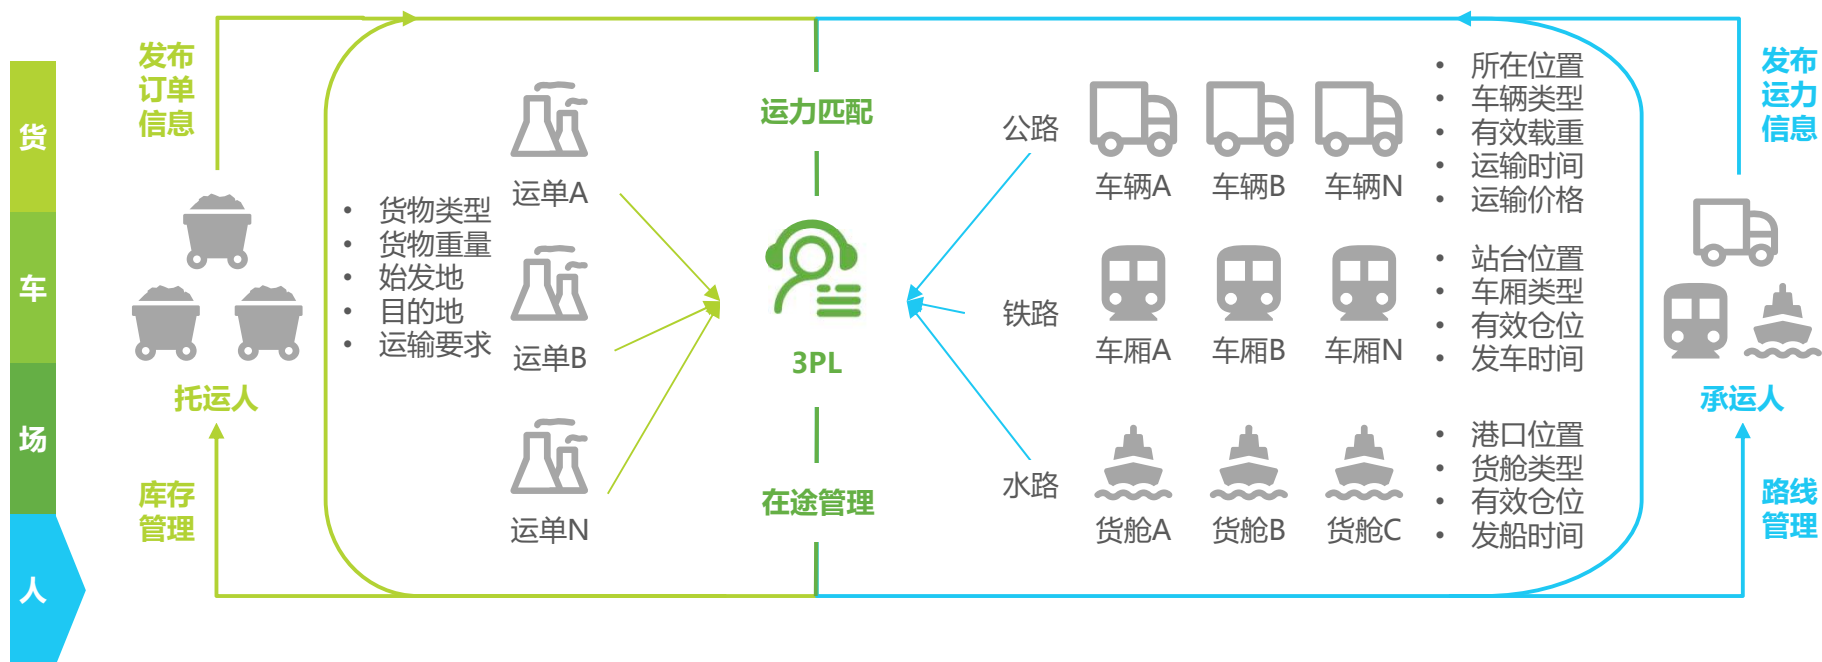 货
车
场
人
发布
订单
信息
托运人
库存
管理
• 货物类型
• 货物重量
• 始发地
• 目的地
• 运输要求
运单A
运单B
运单N
运力匹配
3PL
在途管理
公路
车辆A 车辆B 车辆N
• 所在位置
• 车辆类型
• 有效载重
• 运输时间
• 运输价格
铁路
车厢A 车厢B 车厢N
• 站台位置
• 车厢类型
• 有效仓位
• 发车时间
水路
货舱A 货舱B 货舱C
• 港口位置
• 货舱类型
• 有效仓位
• 发船时间
发布
运力
信息
承运人
路线
管理